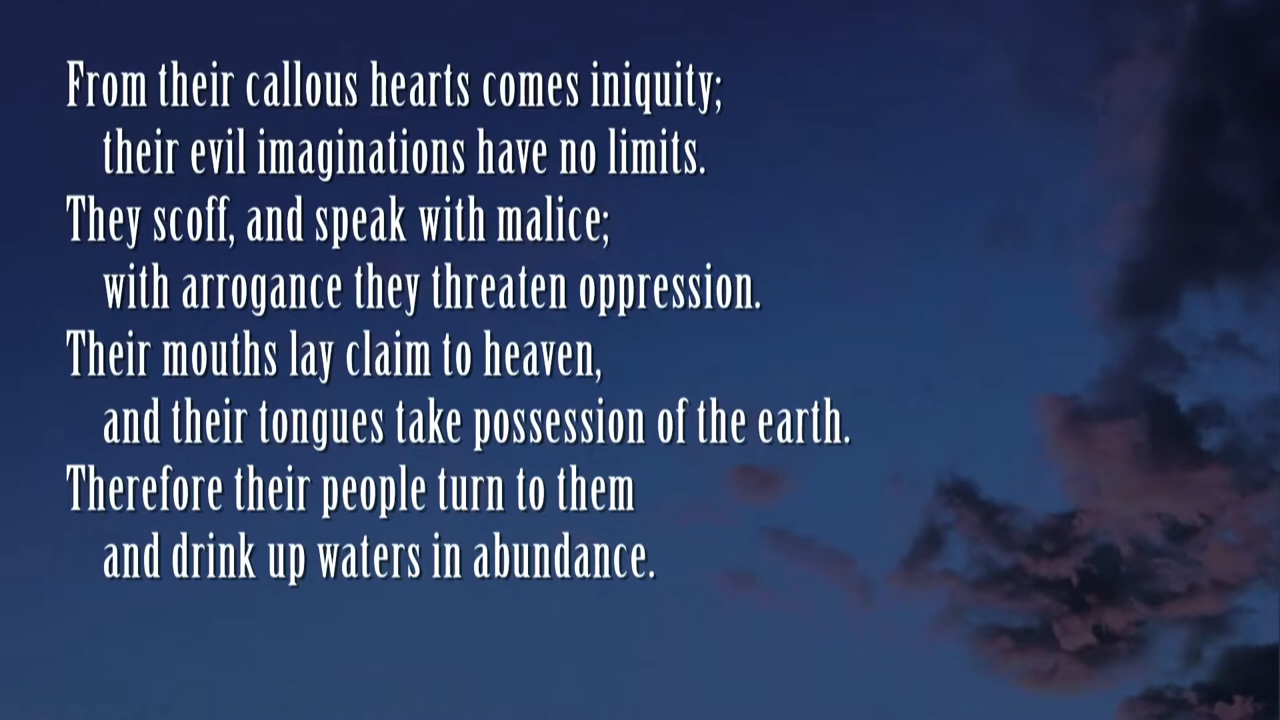 From their callous hearts comes iniquity;
their evil imaginations have no limits.
They scoff, and speak with malice;
with arrogance they threaten oppression.
Their mouths lay claim to heaven,
and their tongues take possession of the earth.
Therefore their people turn to them
and drink up waters in abundance.